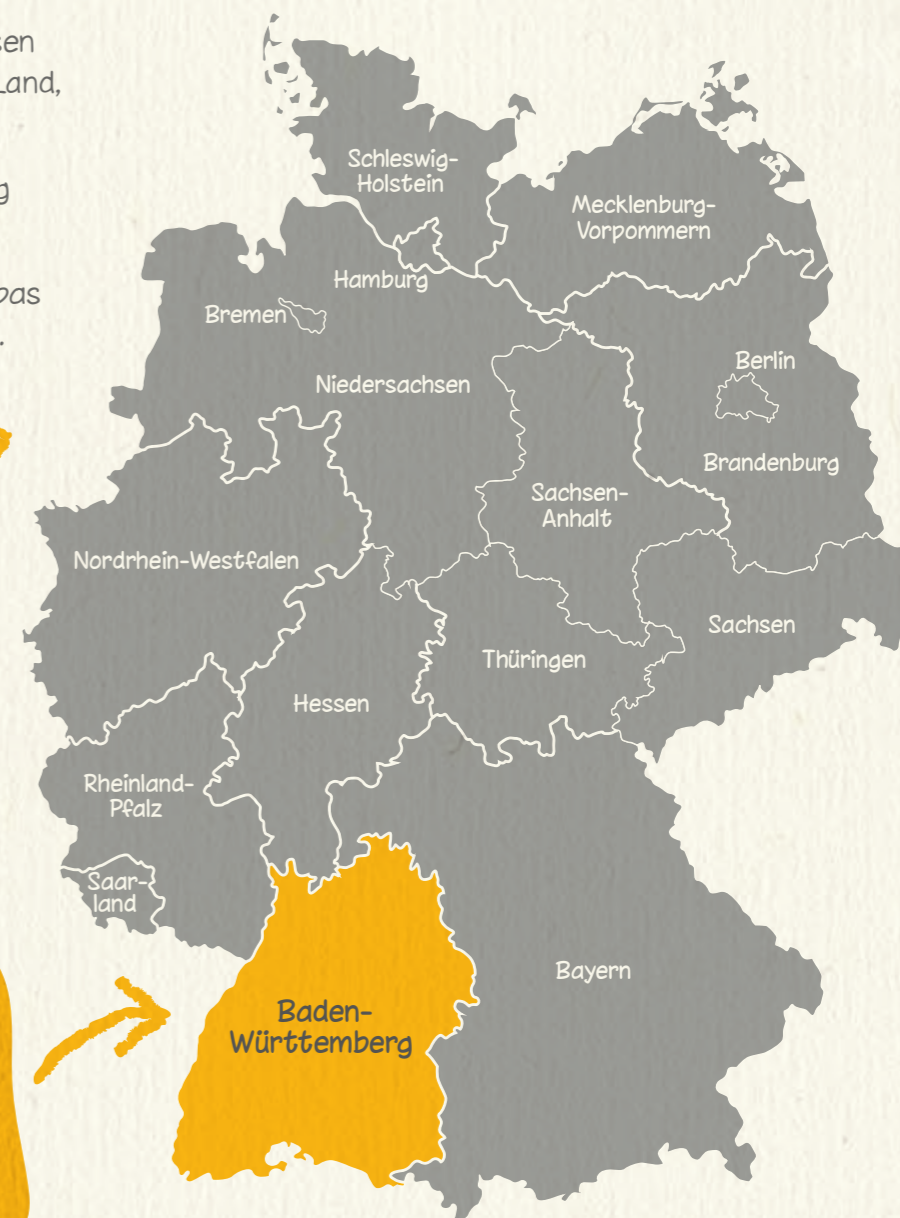 Land,
Schleswig-
Holstein
Mecklenburg-
Vorpommern
Hamburg
Bremen
Berlin
Niedersachsen
Brandenburg
Sachsen-
Anhalt
Nordrhein-Westfalen
Sachsen
Thüringen
Hessen
Rheinland-
Pfalz
Saar-
land
Bayern
Baden-
Württemberg